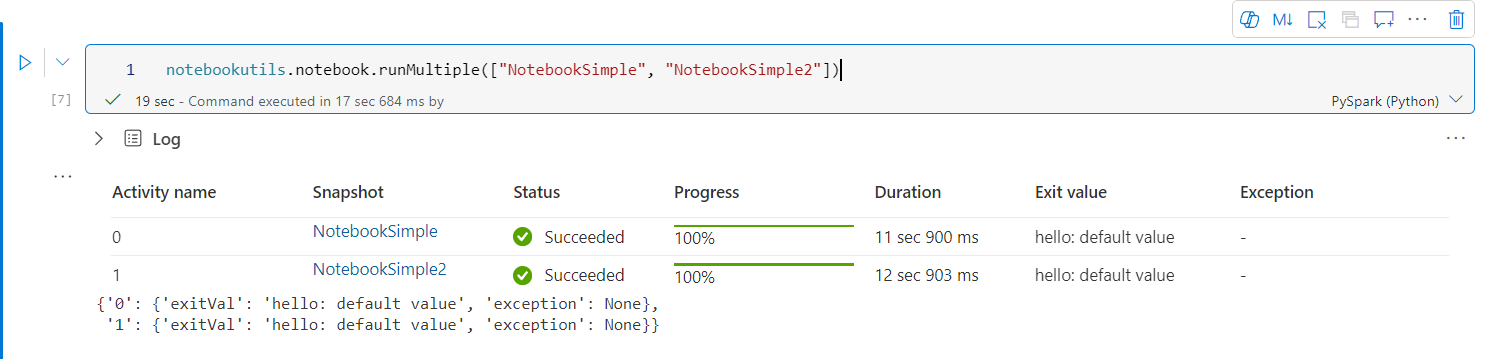 M↓
1 notebookutils.notebook.runMultiple(["NotebookSimple", "NotebookSimple2"])
[7] 19 sec - Command executed in 17 sec 684 ms by PySpark (Python)
Log
Activity name Snapshot Status Progress Duration Exit value Exception
0 NotebookSimple Succeeded 100% 11 sec 900 ms hello: default value -
1 NotebookSimple2 Succeeded 100% 12 sec 903 ms hello: default value -
{'0': {'exitVal': 'hello: default value', 'exception': None},
'1': {'exitVal': 'hello: default value', 'exception': None}}